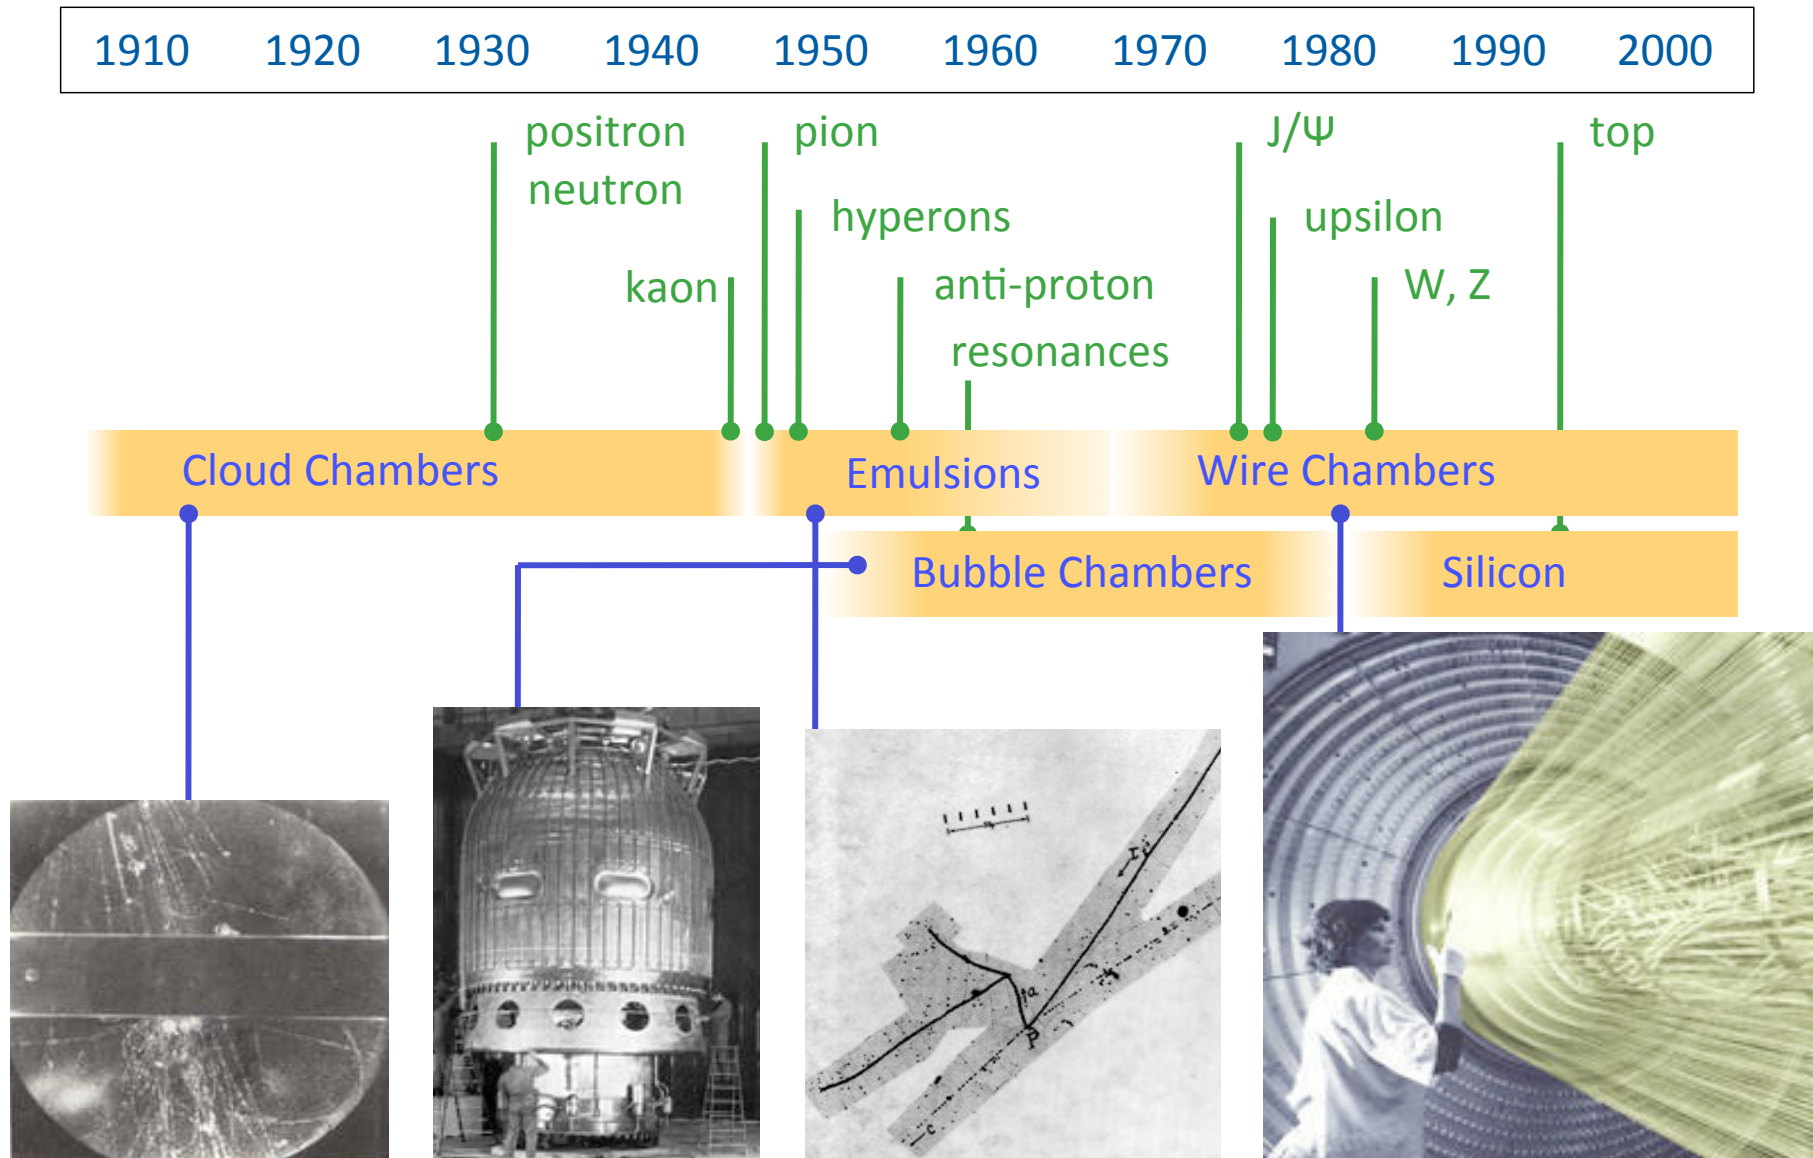 1910 1920 1930 1940 1950 1960 1970 1980 1990 2000
positron pion J/Ψ top
neutron
hyperons upsilon
kaon anti-proton W, Z
resonances
Cloud Chambers Emulsions Wire Chambers
Bubble Chambers Silicon
a
P
c